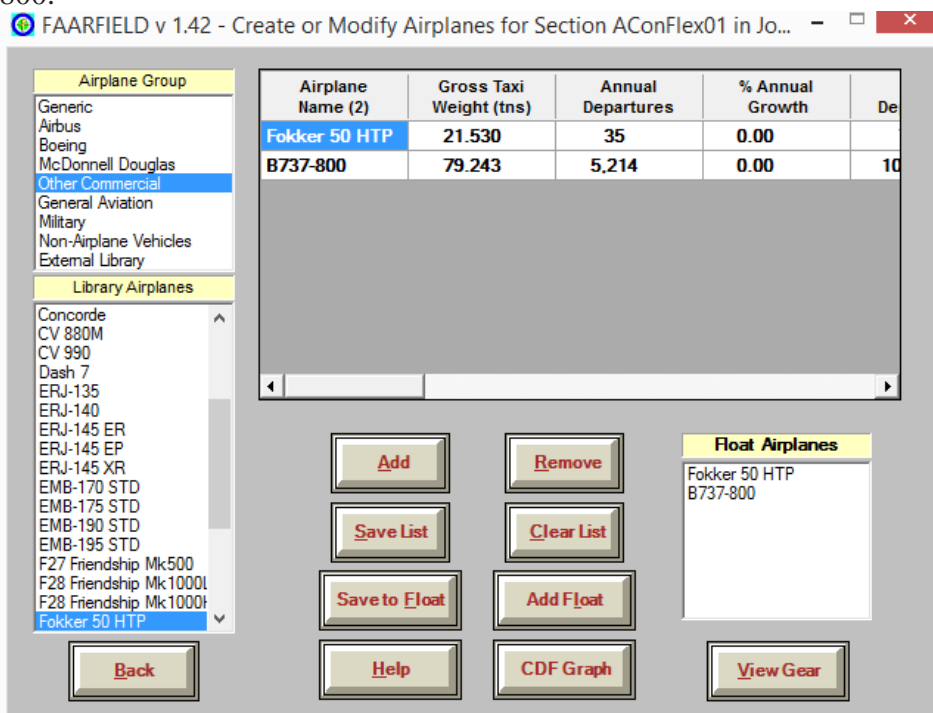 800.
FAARFIELD v 1.42 - Create or Modify Airplanes for Section AConFlex01 in Jo...
Airplane Group
Generic
Airbus
Boeing
McDonnell Douglas
Other Commercial
General Aviation
Military
Non-Airplane Vehicles
External Library
Library Airplanes
Concorde
CV 880M
CV 990
Dash 7
ERJ-135
ERJ-140
ERJ-145 ER
ERJ-145 EP
ERJ-145 XR
EMB-170 STD
EMB-175 STD
EMB-190 STD
EMB-195 STD
F27 Friendship Mk500
F28 Friendship Mk1000L
F28 Friendship Mk1000H
Fokker 50 HTP
Airplane Gross Taxi Annual % Annual
Name (2) Weight (tns) Departures Growth De
Fokker 50 HTP 21.530 35 0.00
B737-800 79.243 5,214 0.00 10
Add Remove
Save List Clear List
Save to Float Add Float
Back Help CDF Graph View Gear
Float Airplanes
Fokker 50 HTP
B737-800